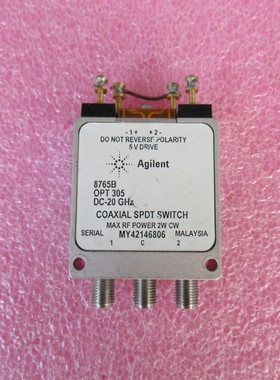 - 1 +   + 2 -
DO NOT REVERSE POLARITY
5 V DRIVE
Agilent
8765B
OPT 305
DC-20 GHz
COAXIAL SPDT SWITCH
MAX RF POWER 2W CW
SERIAL MY42146806 MALAYSIA
1 C 2